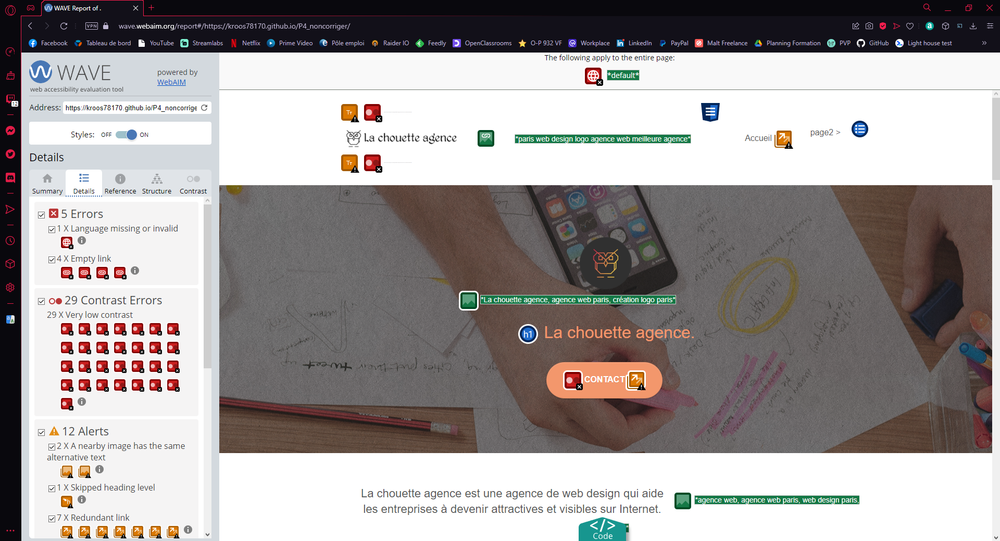 WAVE Report of .
VPN
wave.webaim.org/report#/https://kroos78170.github.io/P4_noncorriger/
Facebook
Tableau de bord
YouTube
Streamlabs
Netflix
Prime Video
Pôle emploi
Raider IO
Feedly
OpenClassrooms
O-P 932 VF
Workplace
LinkedIn
PayPal
Malt Freelance
Planning Formation
PVP
GitHub
Light house test
12
WAVE
powered by
WebAIM
web accessibility evaluation tool
Address: https://kroos78170.github.io/P4_noncorrige
Styles: OFF ON
Details
Summary
Details
Reference
Structure
Contrast
5 Errors
1 X Language missing or invalid
4 X Empty link
29 Contrast Errors
29 X Very low contrast
12 Alerts
2 X A nearby image has the same
alternative text
1 X Skipped heading level
7 X Redundant link
The following apply to the entire page:
*default*
La chouette agence
*paris web design logo agence web meilleure agence*
Accueil
page2 >
*La chouette agence, agence web paris, création logo paris*
h1 La chouette agence.
CONTACT
La chouette agence est une agence de web design qui aide
les entreprises à devenir attractives et visibles sur Internet.
*agence web, agence web paris, web design paris,
</> Code